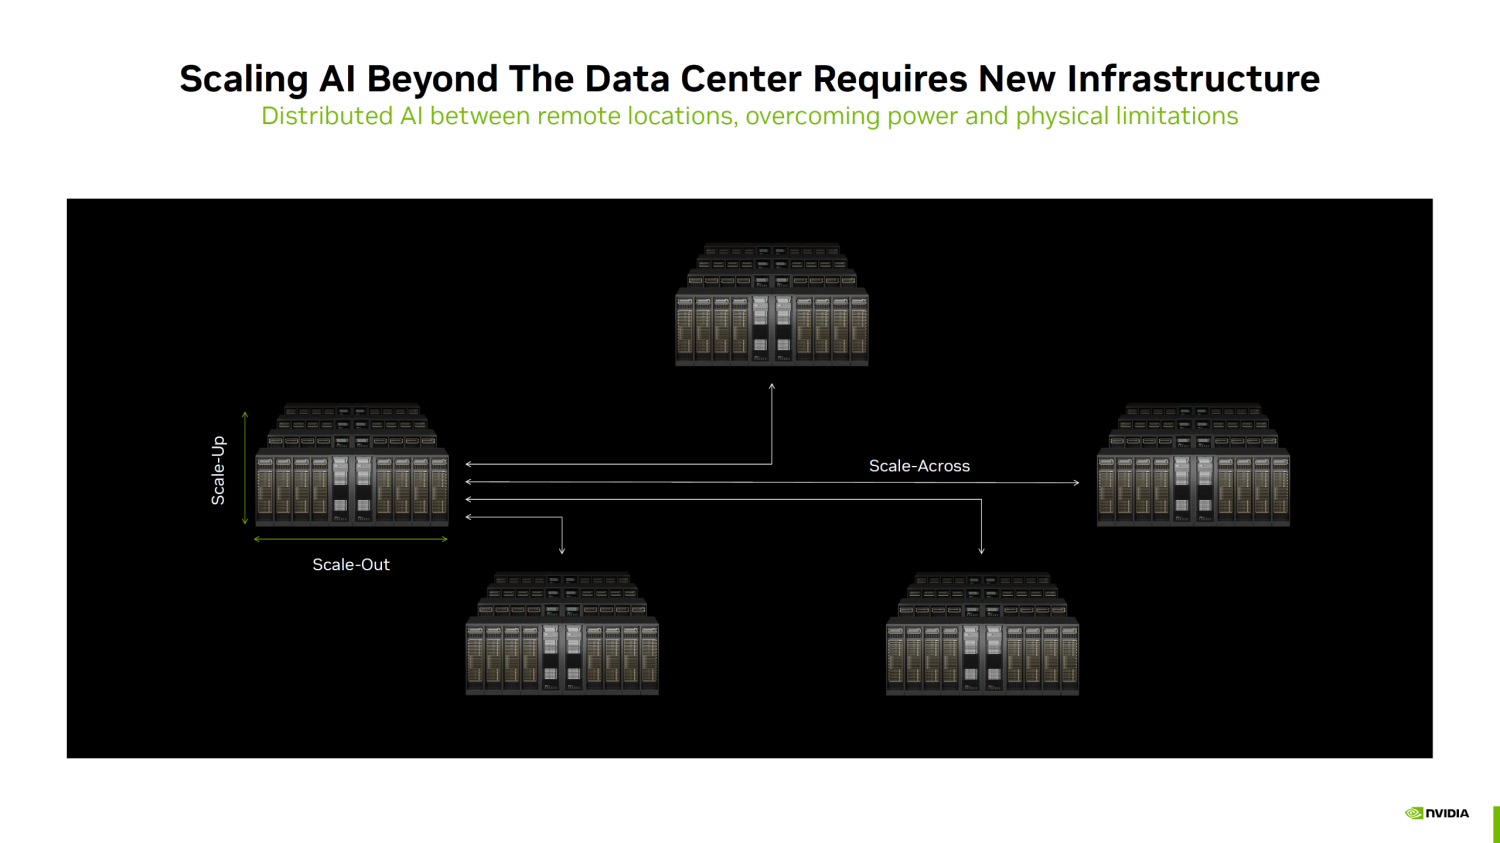 Scaling AI Beyond The Data Center Requires New Infrastructure
Distributed AI between remote locations, overcoming power and physical limitations
Scale-Up
Scale-Across
Scale-Out
NVIDIA